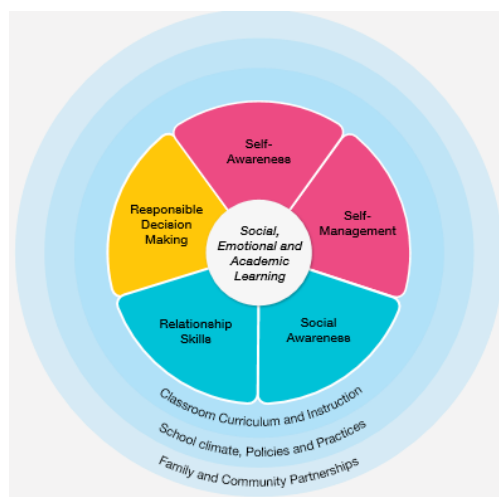 Self-
Awareness
Responsible
Decision
Making
Self-
Management
Social,
Emotional and
Academic
Learning
Relationship
Skills
Social
Awareness
Classroom Curriculum and Instruction
School climate, Policies and Practices
Family and Community Partnerships